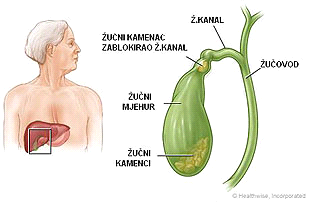 Ž.KANAL
ŽUČNI KAMENAC
ZABLOKIRAO Ž.KANAL
ŽUČOVOD
ŽUČNI
MJEHUR
ŽUČNI
KAMENCI
© Healthwise, Incorporated